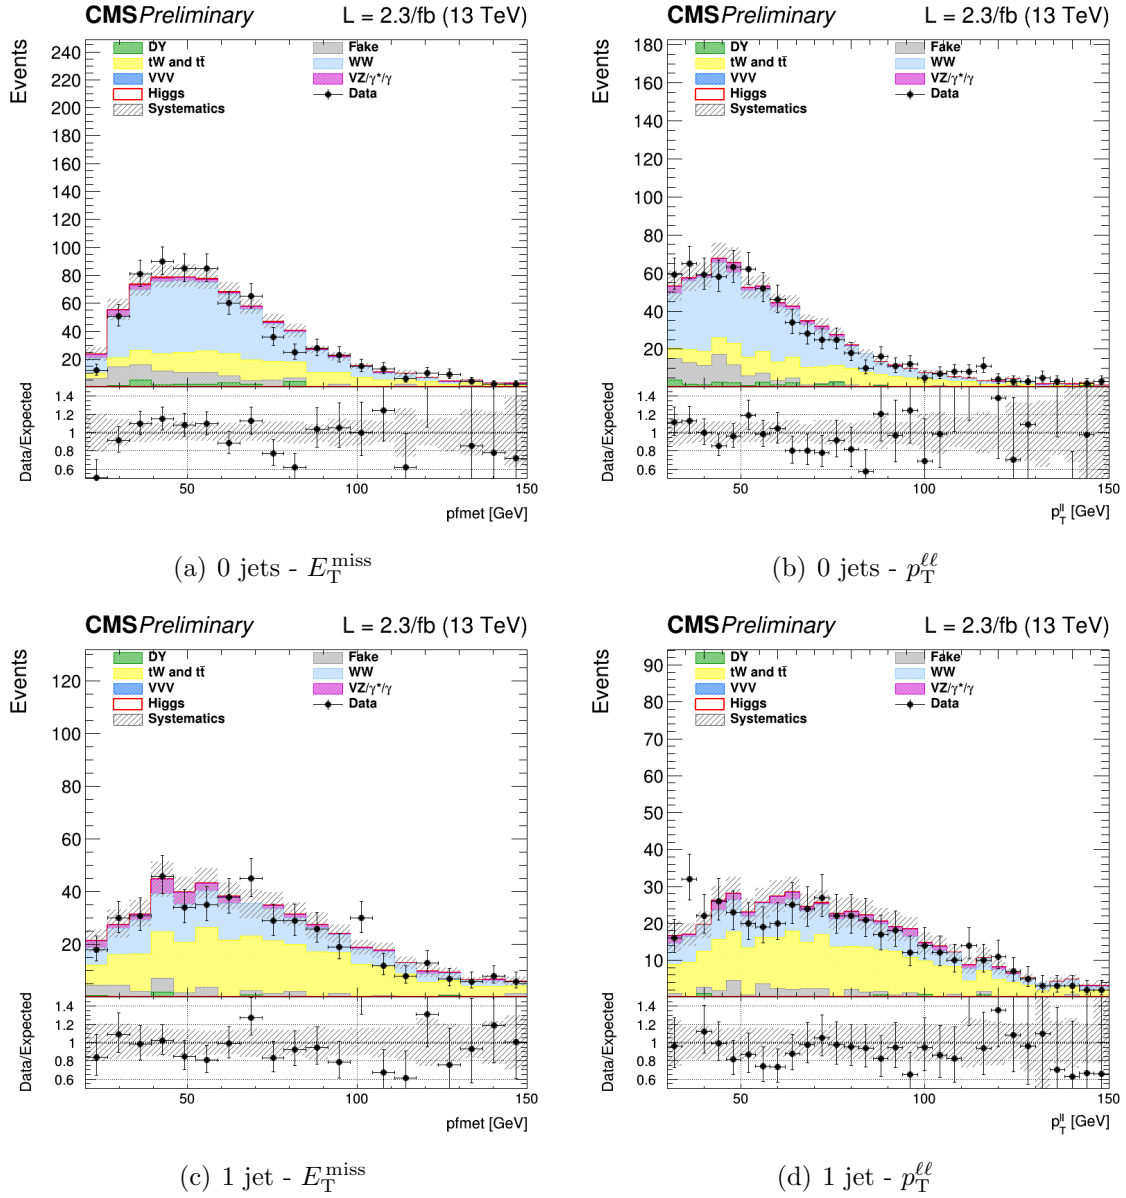 CMS Preliminary L = 2.3/fb (13 TeV)
Events
240
220
200
180
160
140
120
100
80
60
40
20
DY Fake
tW and tt̄ WW
VVV VZ/γ*/γ
Higgs Data
Systematics
Data/Expected
1.4
1.2
1
0.8
0.6
50 100 150
pfmet [GeV]
(a) 0 jets - E_T^miss
CMS Preliminary L = 2.3/fb (13 TeV)
Events
180
160
140
120
100
80
60
40
20
DY Fake
tW and tt̄ WW
VVV VZ/γ*/γ
Higgs Data
Systematics
Data/Expected
1.4
1.2
1
0.8
0.6
50 100 150
p_T^ll [GeV]
(b) 0 jets - p_T^ℓℓ
CMS Preliminary L = 2.3/fb (13 TeV)
Events
120
100
80
60
40
20
DY Fake
tW and tt̄ WW
VVV VZ/γ*/γ
Higgs Data
Systematics
Data/Expected
1.4
1.2
1
0.8
0.6
50 100 150
pfmet [GeV]
(c) 1 jet - E_T^miss
CMS Preliminary L = 2.3/fb (13 TeV)
Events
90
80
70
60
50
40
30
20
10
DY Fake
tW and tt̄ WW
VVV VZ/γ*/γ
Higgs Data
Systematics
Data/Expected
1.4
1.2
1
0.8
0.6
50 100 150
p_T^ll [GeV]
(d) 1 jet - p_T^ℓℓ